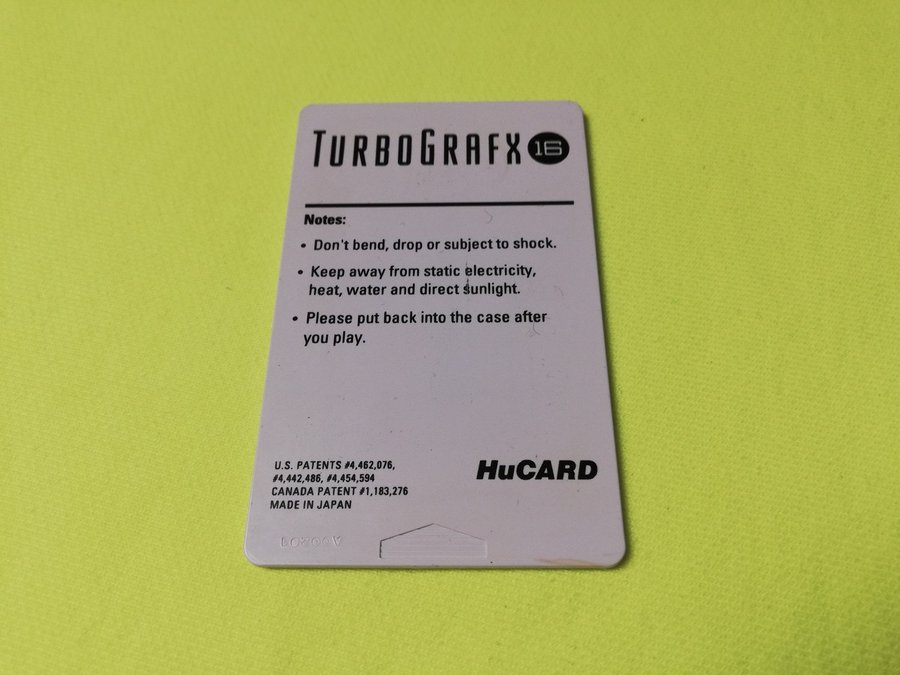 TURBOGRAFX 16
Notes:
• Don't bend, drop or subject to shock.
• Keep away from static electricity,
heat, water and direct sunlight.
• Please put back into the case after
you play.
U.S. PATENTS #4,462,076,
#4,442,486, #4,454,594
CANADA PATENT #1,183,276
MADE IN JAPAN
HuCARD